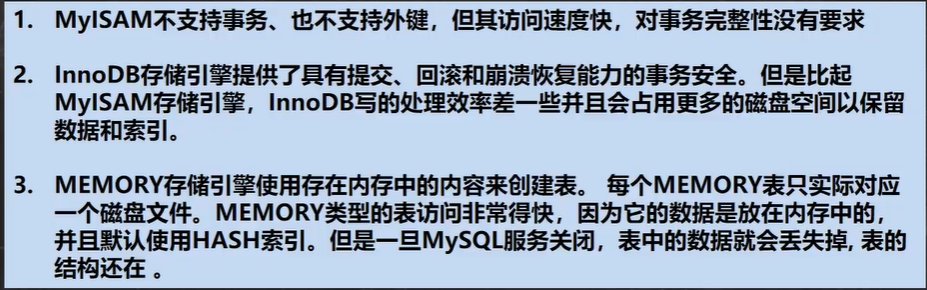 1. MyISAM不支持事务、也不支持外键，但其访问速度快，对事务完整性没有要求
2. InnoDB存储引擎提供了具有提交、回滚和崩溃恢复能力的事务安全。但是比起
MyISAM存储引擎，InnoDB写的处理效率差一些并且会占用更多的磁盘空间以保留
数据和索引。
3. MEMORY存储引擎使用存在内存中的内容来创建表。 每个MEMORY表只实际对应
一个磁盘文件。MEMORY类型的表访问非常得快，因为它的数据是放在内存中的，
并且默认使用HASH索引。但是一旦MySQL服务关闭，表中的数据就会丢失掉, 表的
结构还在 。